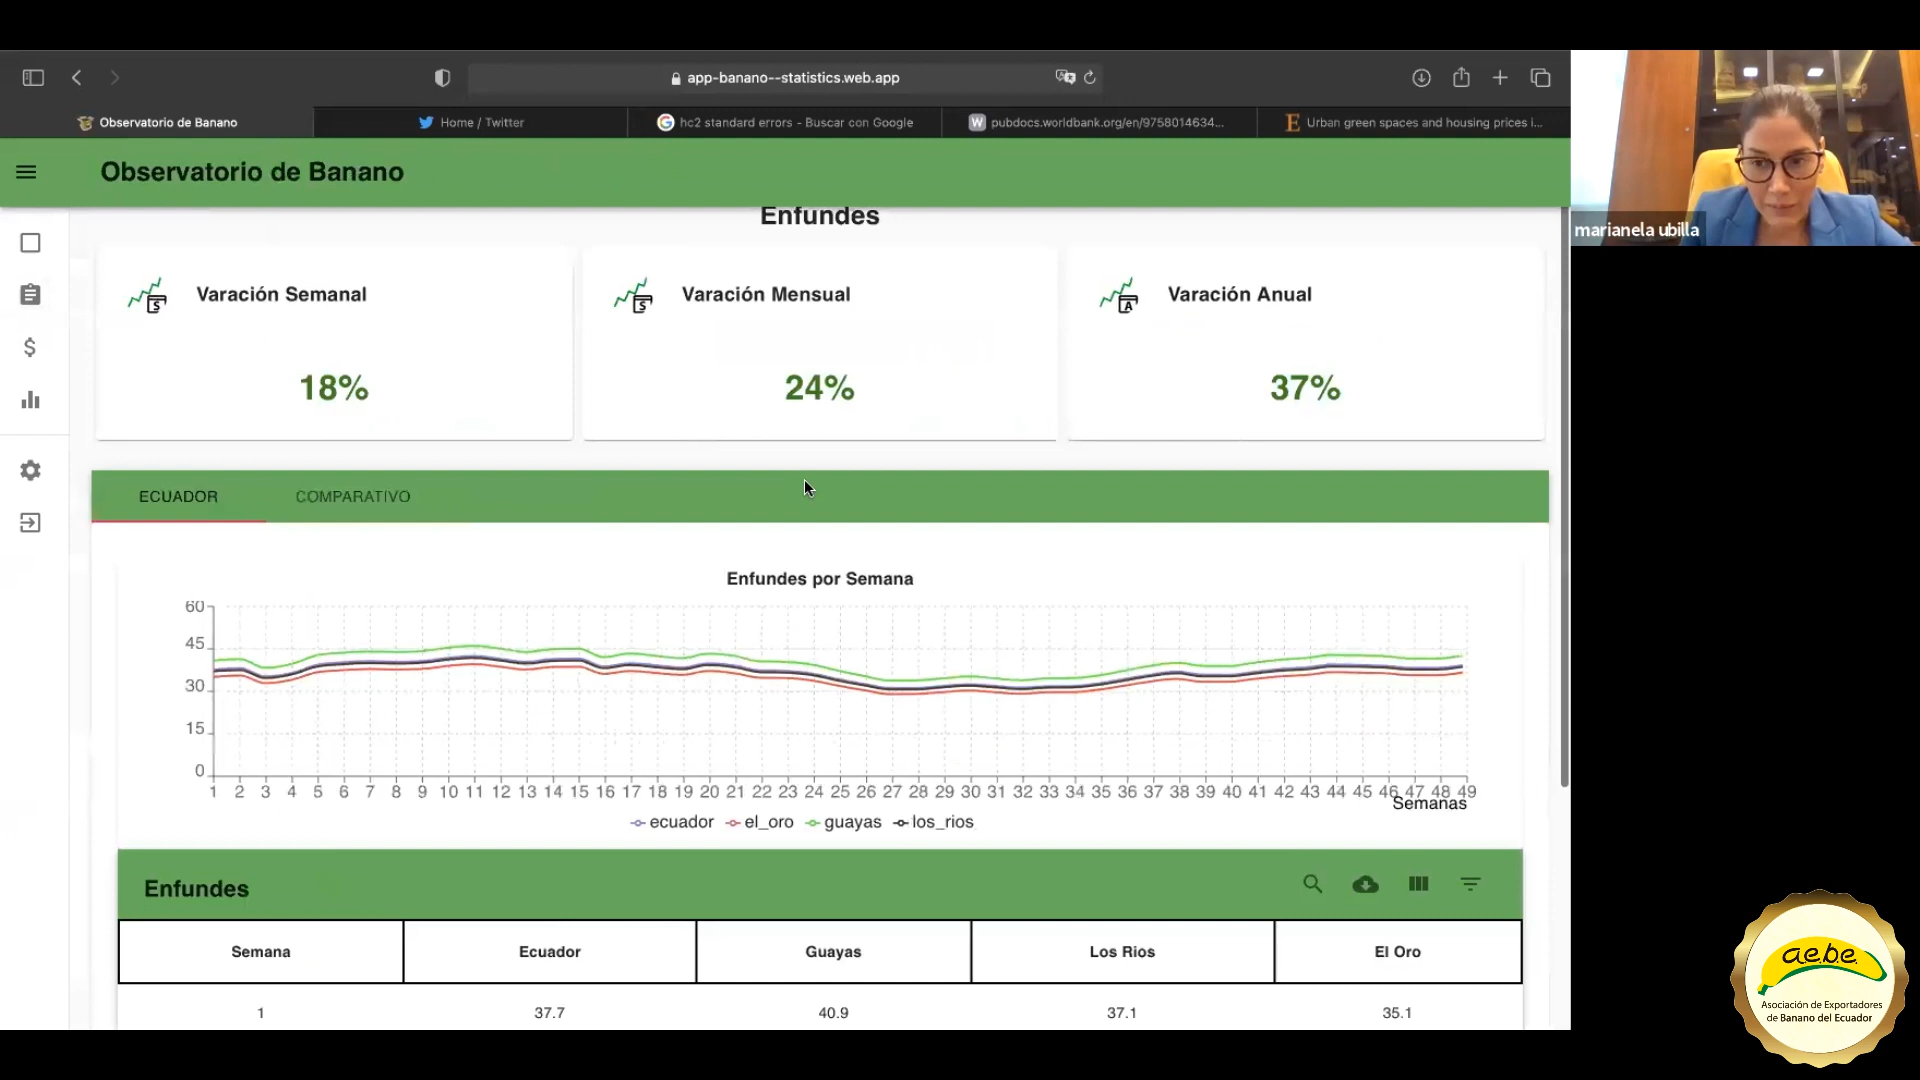 app-banano--statistics.web.app
Observatorio de Banano
Home / Twitter
hc2 standard errors - Buscar con Google
pubdocs.worldbank.org/en/9758014634...
Urban green spaces and housing prices i...
Observatorio de Banano
marianela ubilla
Enfundes
Varación Semanal
Varación Mensual
Varación Anual
18%
24%
37%
ECUADOR
COMPARATIVO
Enfundes por Semana
60
45
30
15
0
1 2 3 4 5 6 7 8 9 10 11 12 13 14 15 16 17 18 19 20 21 22 23 24 25 26 27 28 29 30 31 32 33 34 35 36 37 38 39 40 41 42 43 44 45 46 47 48 49
Semanas
ecuador el_oro guayas los_rios
Enfundes
Semana Ecuador Guayas Los Rios El Oro
1 37.7 40.9 37.1 35.1
a.e.b.e.
Asociación de Exportadores
de Banano del Ecuador